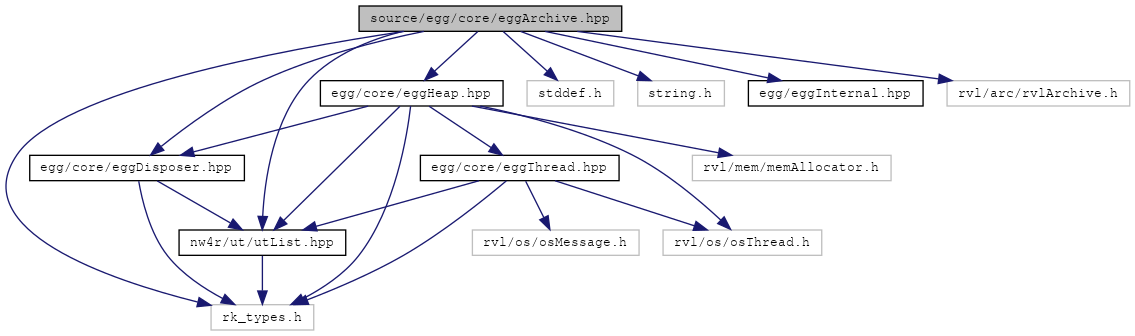 source/egg/core/eggArchive.hpp
egg/core/eggHeap.hpp
stddef.h
string.h
egg/eggInternal.hpp
rvl/arc/rvlArchive.h
egg/core/eggDisposer.hpp
egg/core/eggThread.hpp
rvl/mem/memAllocator.h
nw4r/ut/utList.hpp
rvl/os/osMessage.h
rvl/os/osThread.h
rk_types.h